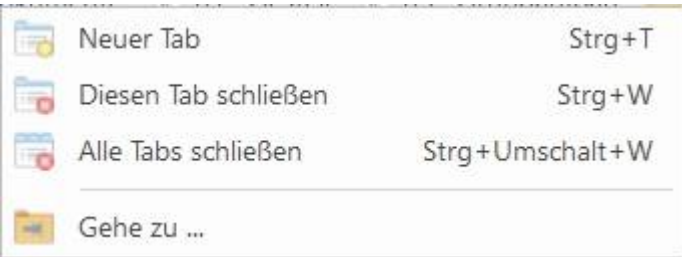 Neuer Tab Strg+T
Diesen Tab schließen Strg+W
Alle Tabs schließen Strg+Umschalt+W
Gehe zu ...